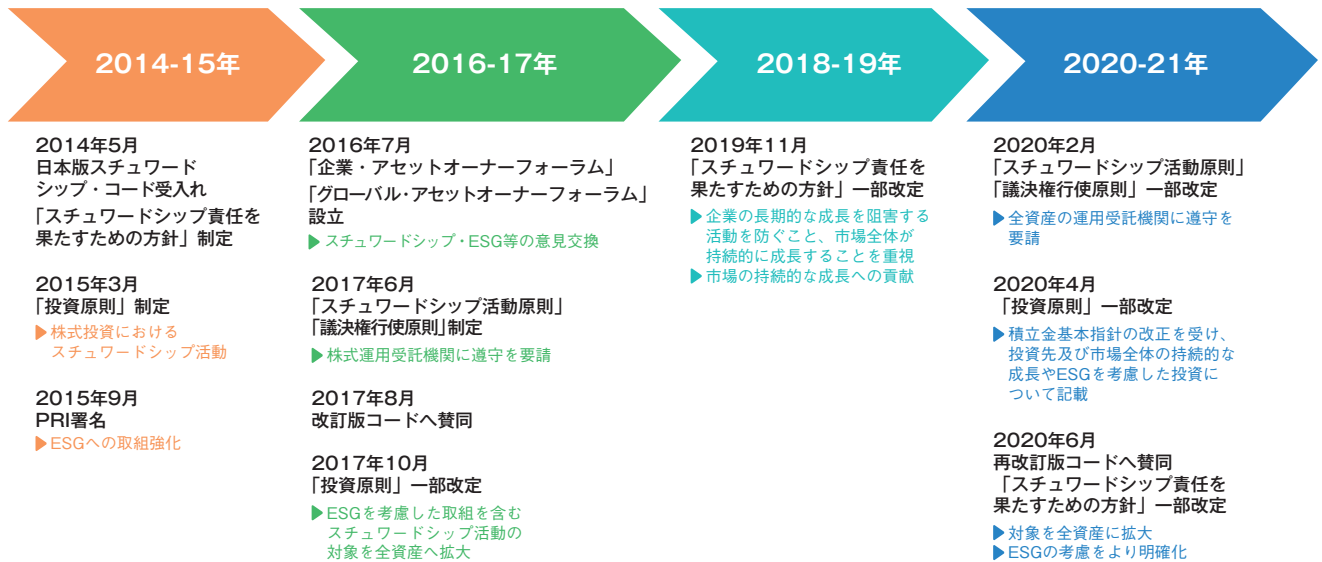 2014-15年
2014年5月
日本版スチュワード
シップ・コード受入れ
「スチュワードシップ責任を
果たすための方針」制定
2015年3月
「投資原則」制定
▶株式投資における
スチュワードシップ活動
2015年9月
PRI署名
▶ESGへの取組強化
2016-17年
2016年7月
「企業・アセットオーナーフォーラム」
「グローバル・アセットオーナーフォーラム」
設立
▶スチュワードシップ・ESG等の意見交換
2017年6月
「スチュワードシップ活動原則」
「議決権行使原則」制定
▶株式運用受託機関に遵守を要請
2017年8月
改訂版コードへ賛同
2017年10月
「投資原則」一部改定
▶ESGを考慮した取組を含む
スチュワードシップ活動の
対象を全資産へ拡大
2018-19年
2019年11月
「スチュワードシップ責任を
果たすための方針」一部改定
▶企業の長期的な成長を阻害する
活動を防ぐこと、市場全体が
持続的に成長することを重視
▶市場の持続的な成長への貢献
2020-21年
2020年2月
「スチュワードシップ活動原則」
「議決権行使原則」一部改定
▶全資産の運用受託機関に遵守を
要請
2020年4月
「投資原則」一部改定
▶積立金基本指針の改正を受け、
投資先及び市場全体の持続的な
成長やESGを考慮した投資に
ついて記載
2020年6月
再改訂版コードへ賛同
「スチュワードシップ責任を
果たすための方針」一部改定
▶対象を全資産に拡大
▶ESGの考慮をより明確化